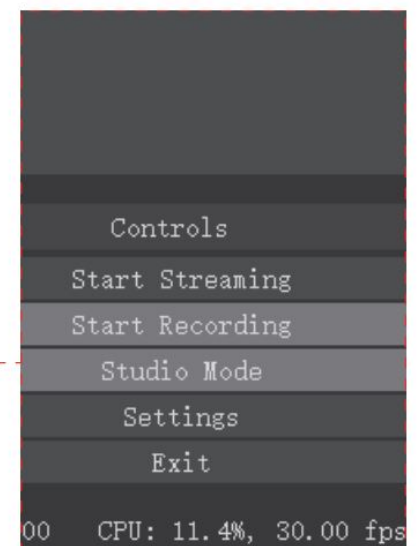 Controls
Start Streaming
Start Recording
Studio Mode
Settings
Exit
00 CPU: 11.4%, 30.00 fps